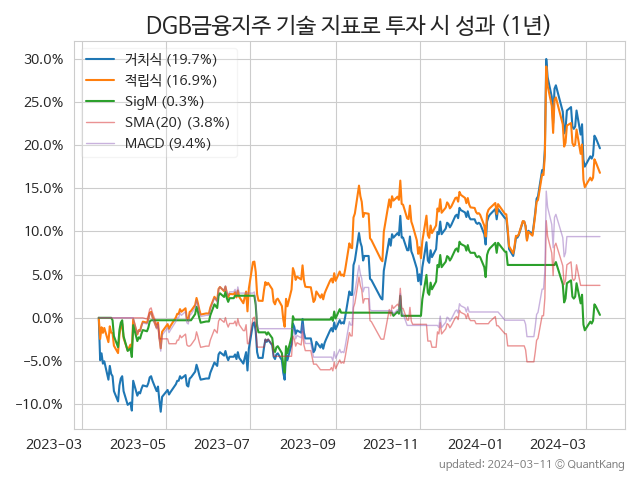 DGB금융지주 기술 지표로 투자 시 성과 (1년)
거치식 (19.7%)
적립식 (16.9%)
SigM (0.3%)
SMA(20) (3.8%)
MACD (9.4%)
30.0%
25.0%
20.0%
15.0%
10.0%
5.0%
0.0%
−5.0%
−10.0%
2023-03 2023-05 2023-07 2023-09 2023-11 2024-01 2024-03
updated: 2024-03-11 © QuantKang